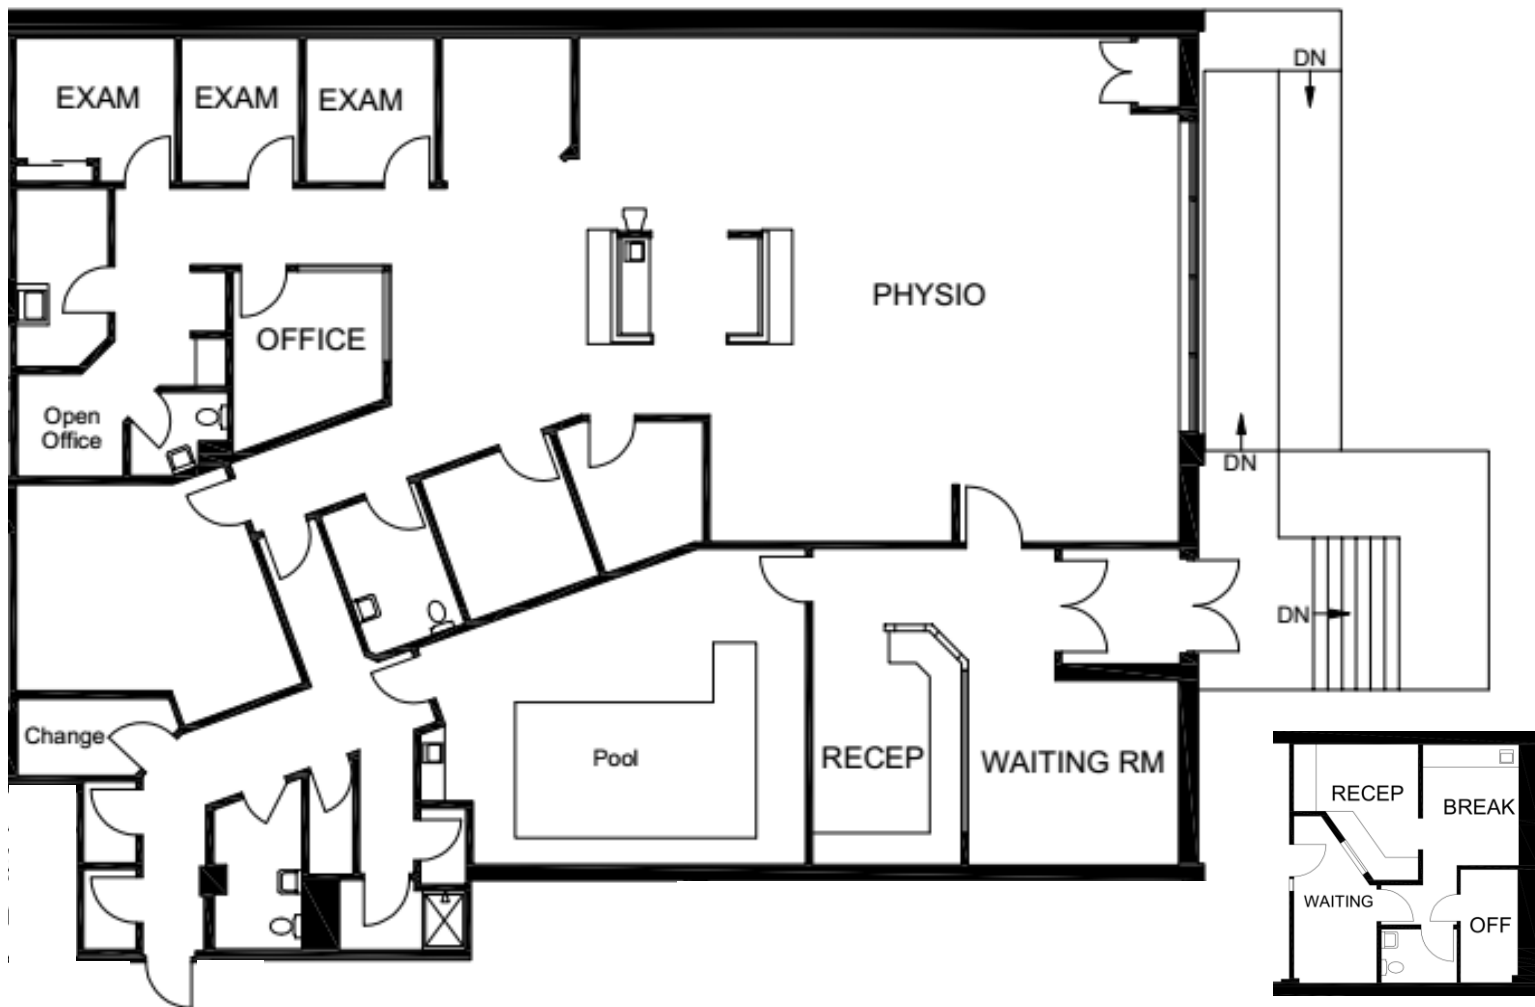 DN
EXAM
EXAM
EXAM
PHYSIO
OFFICE
Open
Office
DN
DN
Change
Pool
RECEP
WAITING RM
RECEP
BREAK
WAITING
OFF